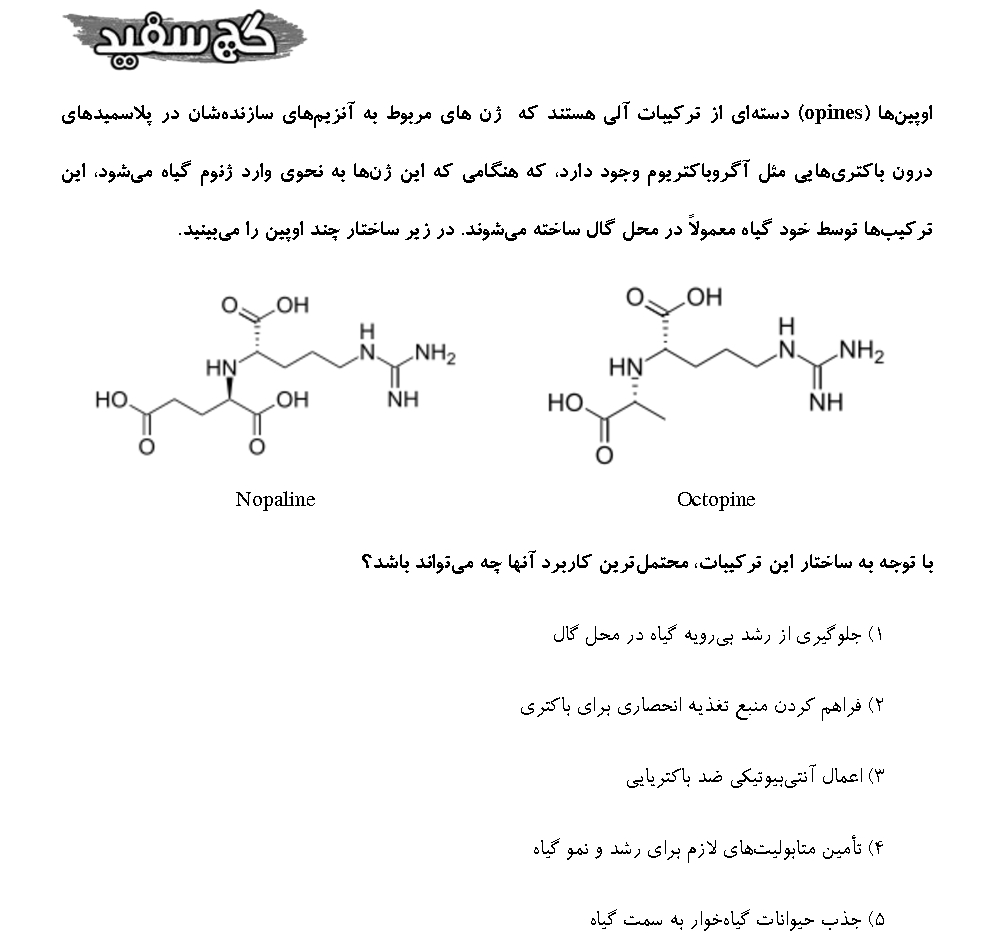 گچ سفید
اوپین‌ها (opines) دسته‌ای از ترکیبات آلی هستند که ژن های مربوط به آنزیم‌های سازنده‌شان در پلاسمیدهای
درون باکتری‌هایی مثل آگروباکتریوم وجود دارد، که هنگامی که این ژن‌ها به نحوی وارد ژنوم گیاه می‌شود، این
ترکیب‌ها توسط خود گیاه معمولاً در محل گال ساخته می‌شوند. در زیر ساختار چند اوپین را می‌بینید.
O OH
H
N NH₂
HN
NH
HO OH
O O
O OH
H
N NH₂
HN
NH
HO
O
Nopaline Octopine
با توجه به ساختار این ترکیبات، محتمل‌ترین کاربرد آنها چه می‌تواند باشد؟
۱) جلوگیری از رشد بی‌رویه گیاه در محل گال
۲) فراهم کردن منبع تغذیه انحصاری برای باکتری
۳) اعمال آنتی‌بیوتیکی ضد باکتریایی
۴) تأمین متابولیت‌های لازم برای رشد و نمو گیاه
۵) جذب حیوانات گیاه‌خوار به سمت گیاه